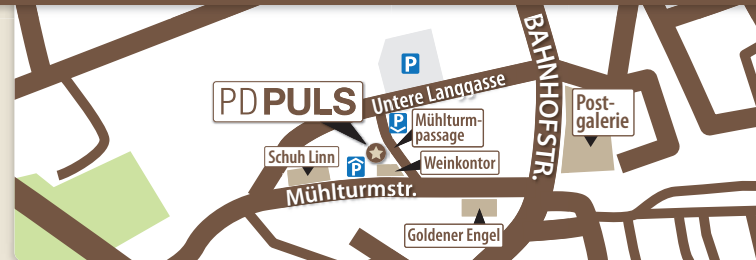 BAHNHOFSTR.
P
Untere Langgasse
PD PULS
Post-
galerie
P
Mühlturm-
passage
Schuh Linn
P
Weinkontor
Mühlturmstr.
Goldener Engel